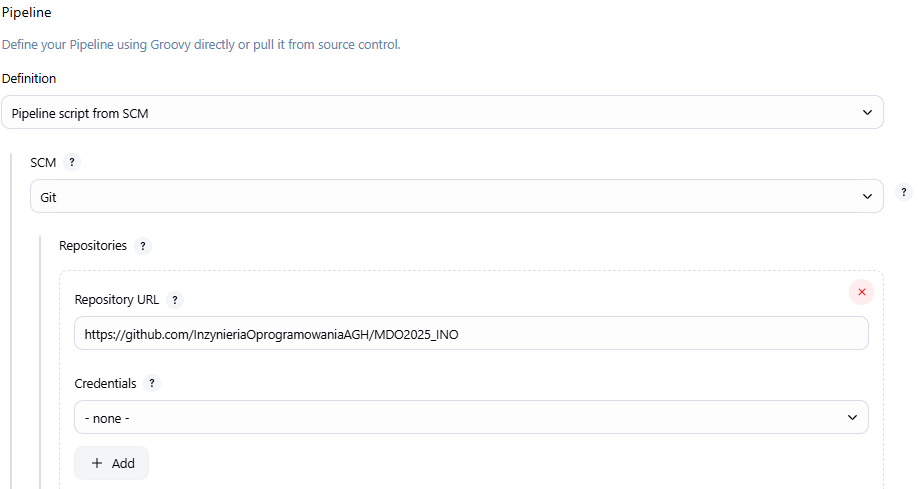 Pipeline
Define your Pipeline using Groovy directly or pull it from source control.
Definition
Pipeline script from SCM
SCM ?
Git
?
Repositories ?
Repository URL ?
https://github.com/InzynieriaOprogramowaniaAGH/MDO2025_INO
Credentials ?
- none -
+ Add